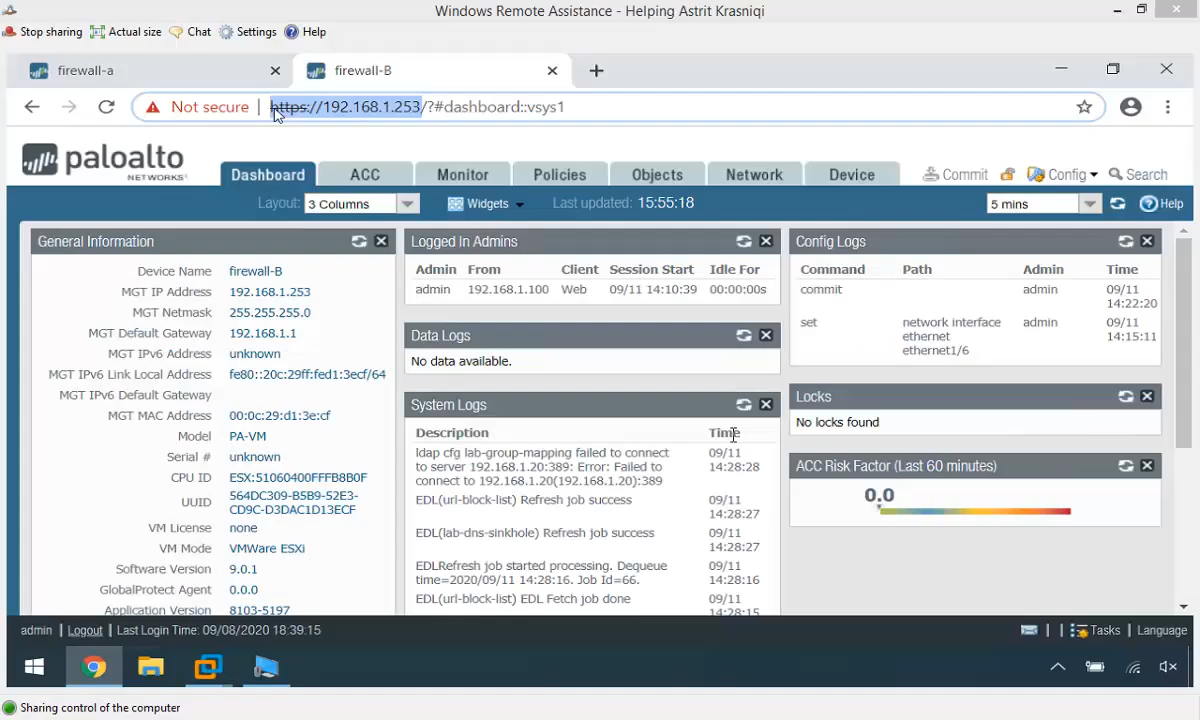 Windows Remote Assistance - Helping Astrit Krasniqi
Stop sharing Actual size Chat Settings Help
firewall-a firewall-B
Not secure | https://192.168.1.253/?#dashboard::vsys1
paloalto
NETWORKS
Dashboard ACC Monitor Policies Objects Network Device Commit Config Search
Layout: 3 Columns Widgets Last updated: 15:55:18 5 mins Help
General Information
Device Name firewall-B
MGT IP Address 192.168.1.253
MGT Netmask 255.255.255.0
MGT Default Gateway 192.168.1.1
MGT IPv6 Address unknown
MGT IPv6 Link Local Address fe80::20c:29ff:fed1:3ecf/64
MGT IPv6 Default Gateway
MGT MAC Address 00:0c:29:d1:3e:cf
Model PA-VM
Serial # unknown
CPU ID ESX:51060400FFFB8B0F
UUID 564DC309-B5B9-52E3-
CD9C-D3DAC1D13ECF
VM License none
VM Mode VMWare ESXi
Software Version 9.0.1
GlobalProtect Agent 0.0.0
Application Version 8103-5197
Logged In Admins
Admin From Client Session Start Idle For
admin 192.168.1.100 Web 09/11 14:10:39 00:00:00s
Data Logs
No data available.
System Logs
Description Time
ldap cfg lab-group-mapping failed to connect 09/11
to server 192.168.1.20:389: Error: Failed to 14:28:28
connect to 192.168.1.20(192.168.1.20):389
EDL(url-block-list) Refresh job success 09/11
14:28:27
EDL(lab-dns-sinkhole) Refresh job success 09/11
14:28:27
EDLRefresh job started processing. Dequeue 09/11
time=2020/09/11 14:28:16. Job Id=66. 14:28:16
EDL(url-block-list) EDL Fetch job done 09/11
14:28:15
Config Logs
Command Path Admin Time
commit admin 09/11
14:22:20
set network interface admin 09/11
ethernet 14:15:11
ethernet1/6
Locks
No locks found
ACC Risk Factor (Last 60 minutes)
0.0
admin | Logout | Last Login Time: 09/08/2020 18:39:15 | | Tasks | Language
Sharing control of the computer